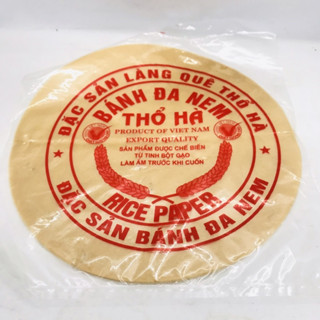 ĐẶC SẢN LÀNG QUÊ THỔ HÀ
BÁNH ĐA NEM
THỔ HÀ
PRODUCT OF VIET NAM
EXPORT QUALITY
SẢN PHẨM ĐƯỢC CHẾ BIẾN
TỪ TINH BỘT GẠO
LÀM ẨM TRƯỚC KHI CUỐN
RICE PAPER
ĐẶC SẢN BÁNH ĐA NEM